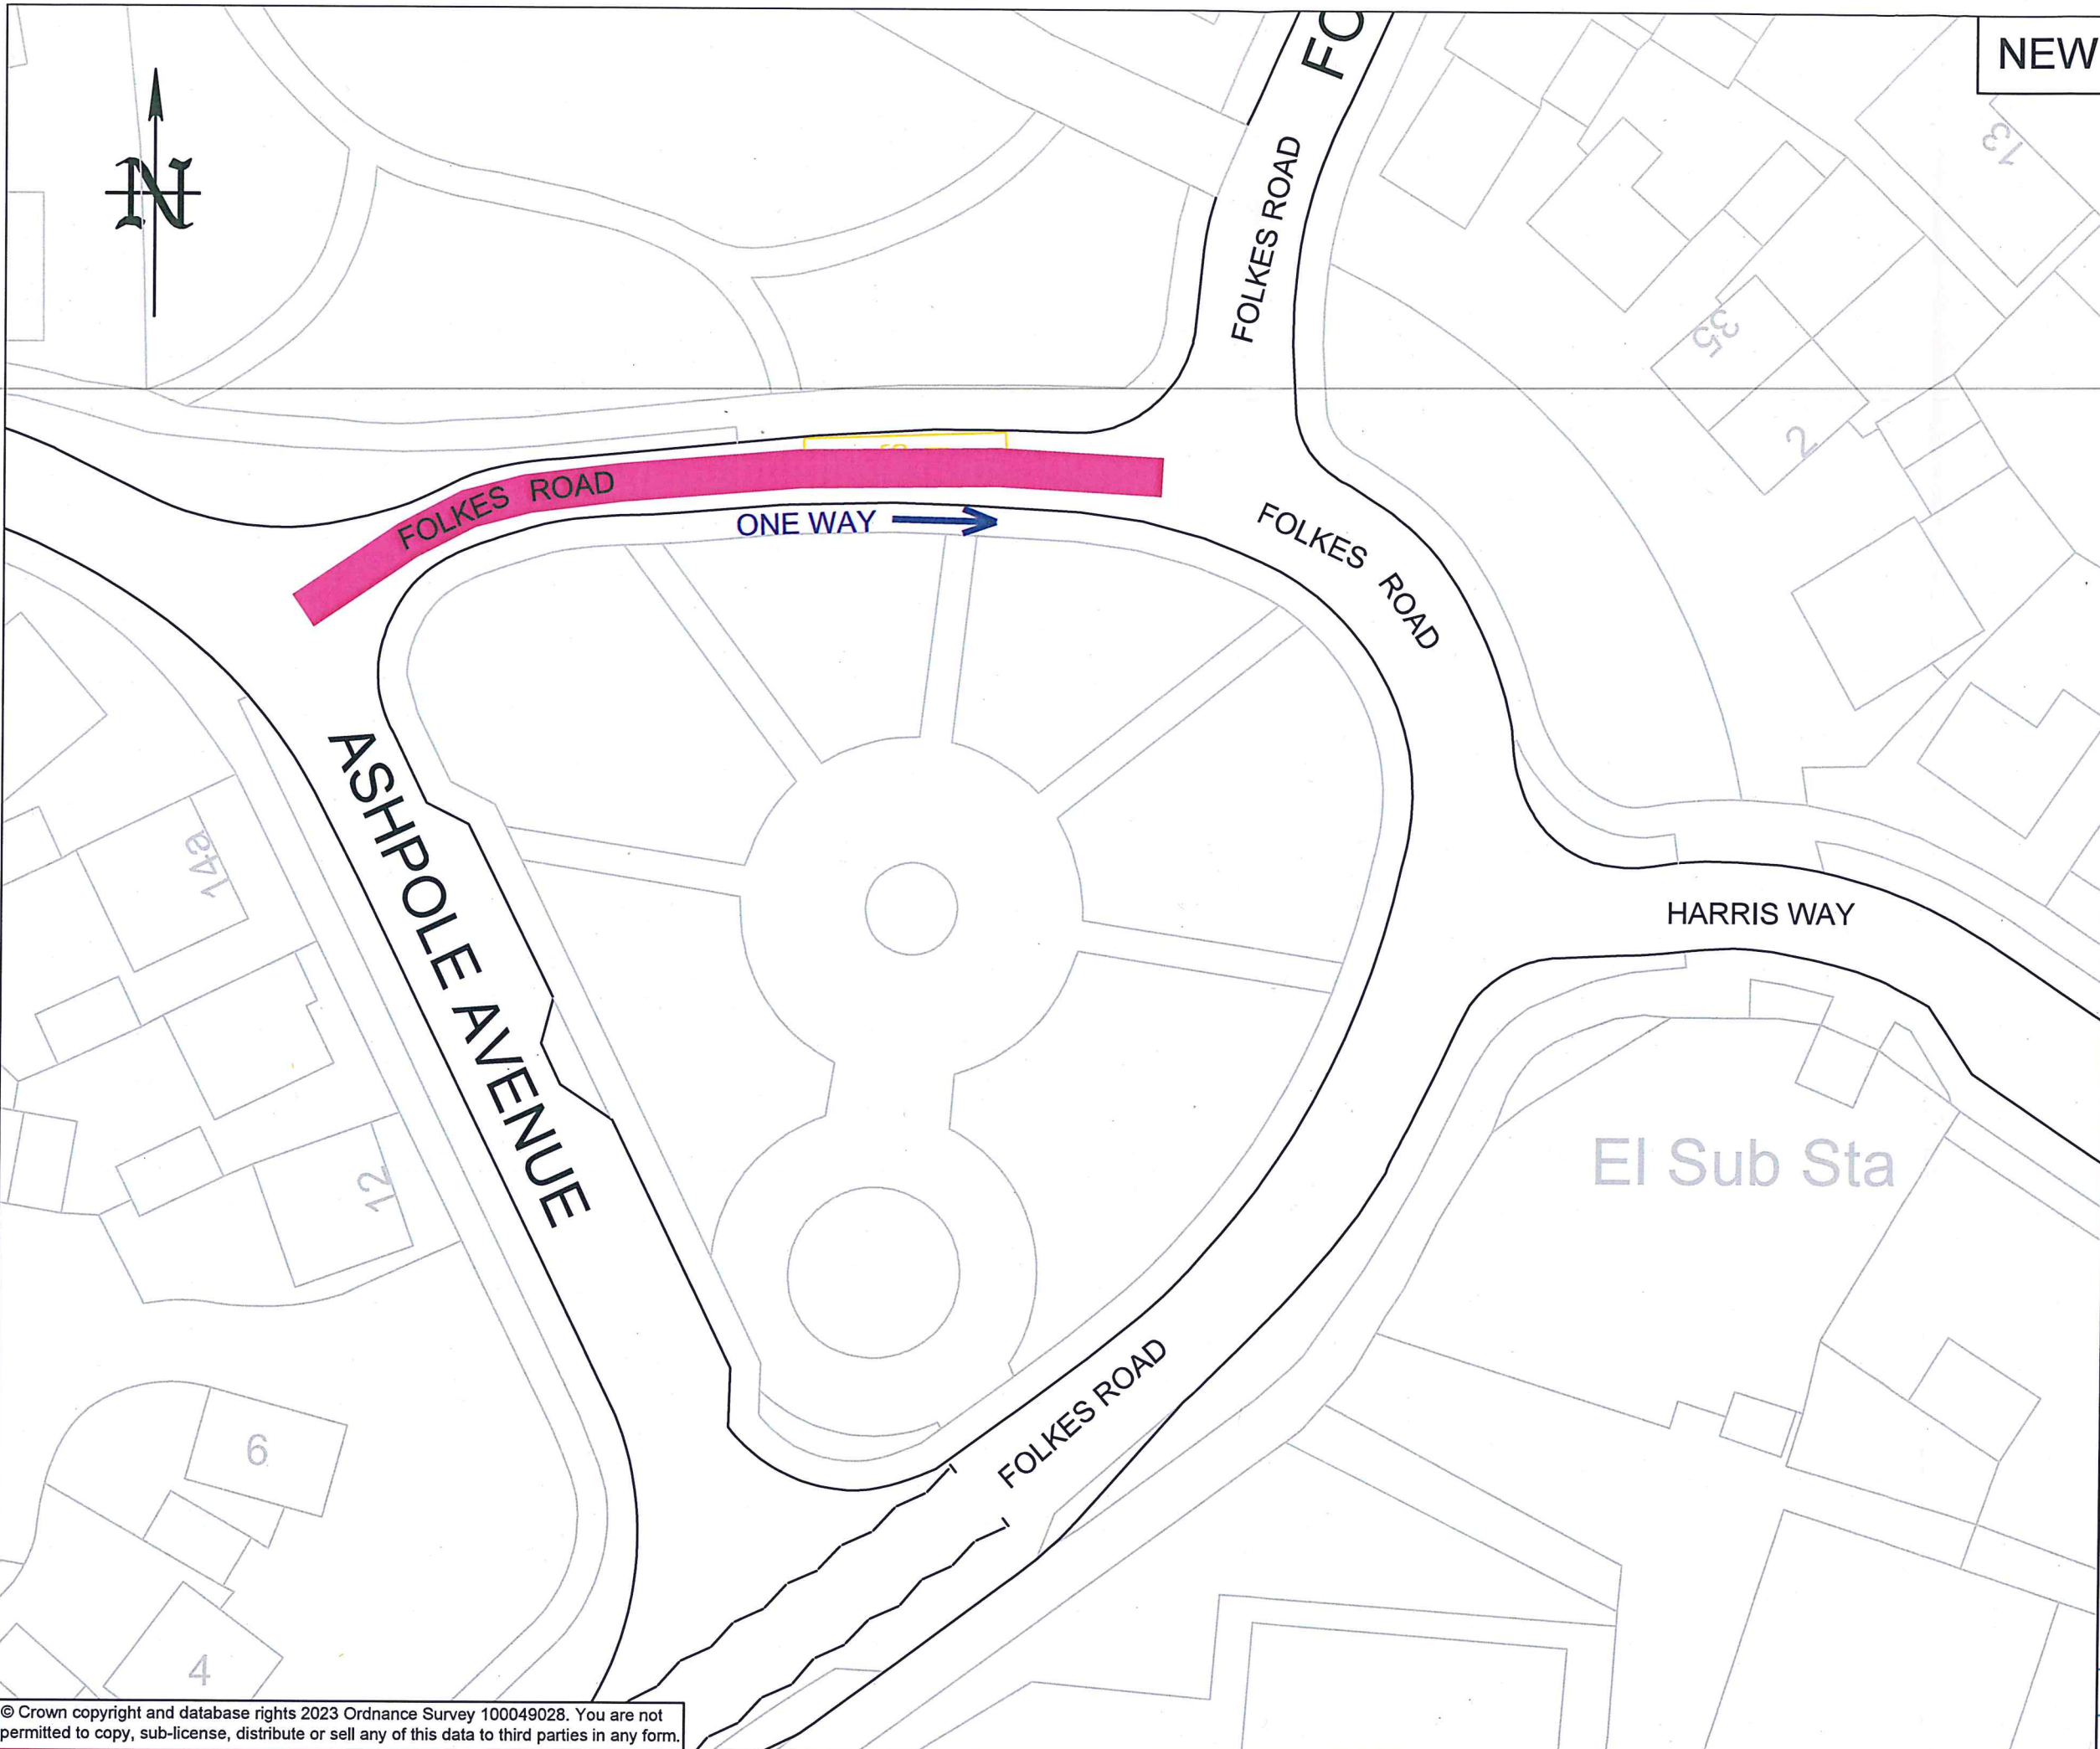 FO
NEW
N
13
FOLKES ROAD
35
2
FOLKES ROAD
ONE WAY
FOLKES ROAD
ASHPOLE AVENUE
14a
HARRIS WAY
El Sub Sta
12
FOLKES ROAD
6
4
© Crown copyright and database rights 2023 Ordnance Survey 100049028. You are not
permitted to copy, sub-license, distribute or sell any of this data to third parties in any form.